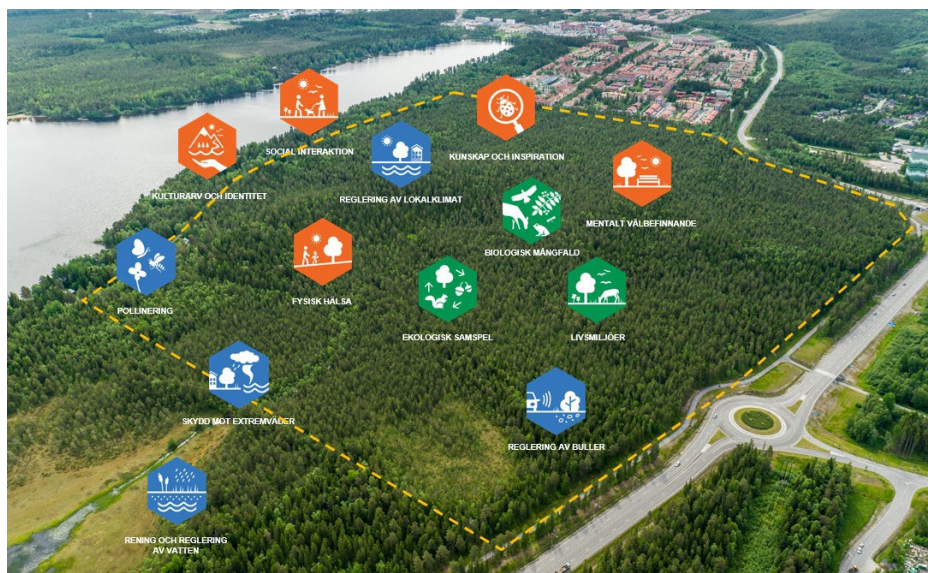 SOCIAL INTERAKTION
KUNSKAP OCH INSPIRATION
KULTURARV OCH IDENTITET
REGLERING AV LOKALKLIMAT
MENTALT VÄLBEFINNANDE
BIOLOGISK MÅNGFALD
FYSISK HÄLSA
POLLINERING
EKOLOGISK SAMSPEL
LIVSMILJÖER
SKYDD MOT EXTREMVÄDER
REGLERING AV BULLER
RENING OCH REGLERING
AV VATTEN